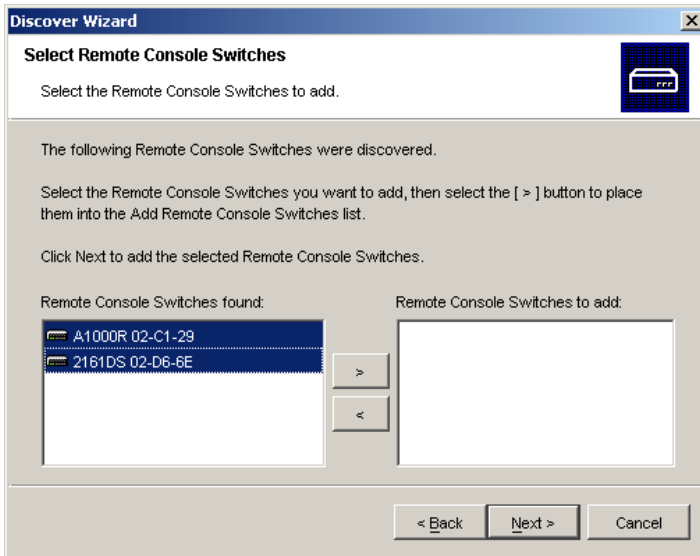 Discover Wizard
Select Remote Console Switches
Select the Remote Console Switches to add.
The following Remote Console Switches were discovered.
Select the Remote Console Switches you want to add, then select the [ > ] button to place
them into the Add Remote Console Switches list.
Click Next to add the selected Remote Console Switches.
Remote Console Switches found:
Remote Console Switches to add:
A1000R 02-C1-29
2161DS 02-D6-6E
>
<
< Back
Next >
Cancel